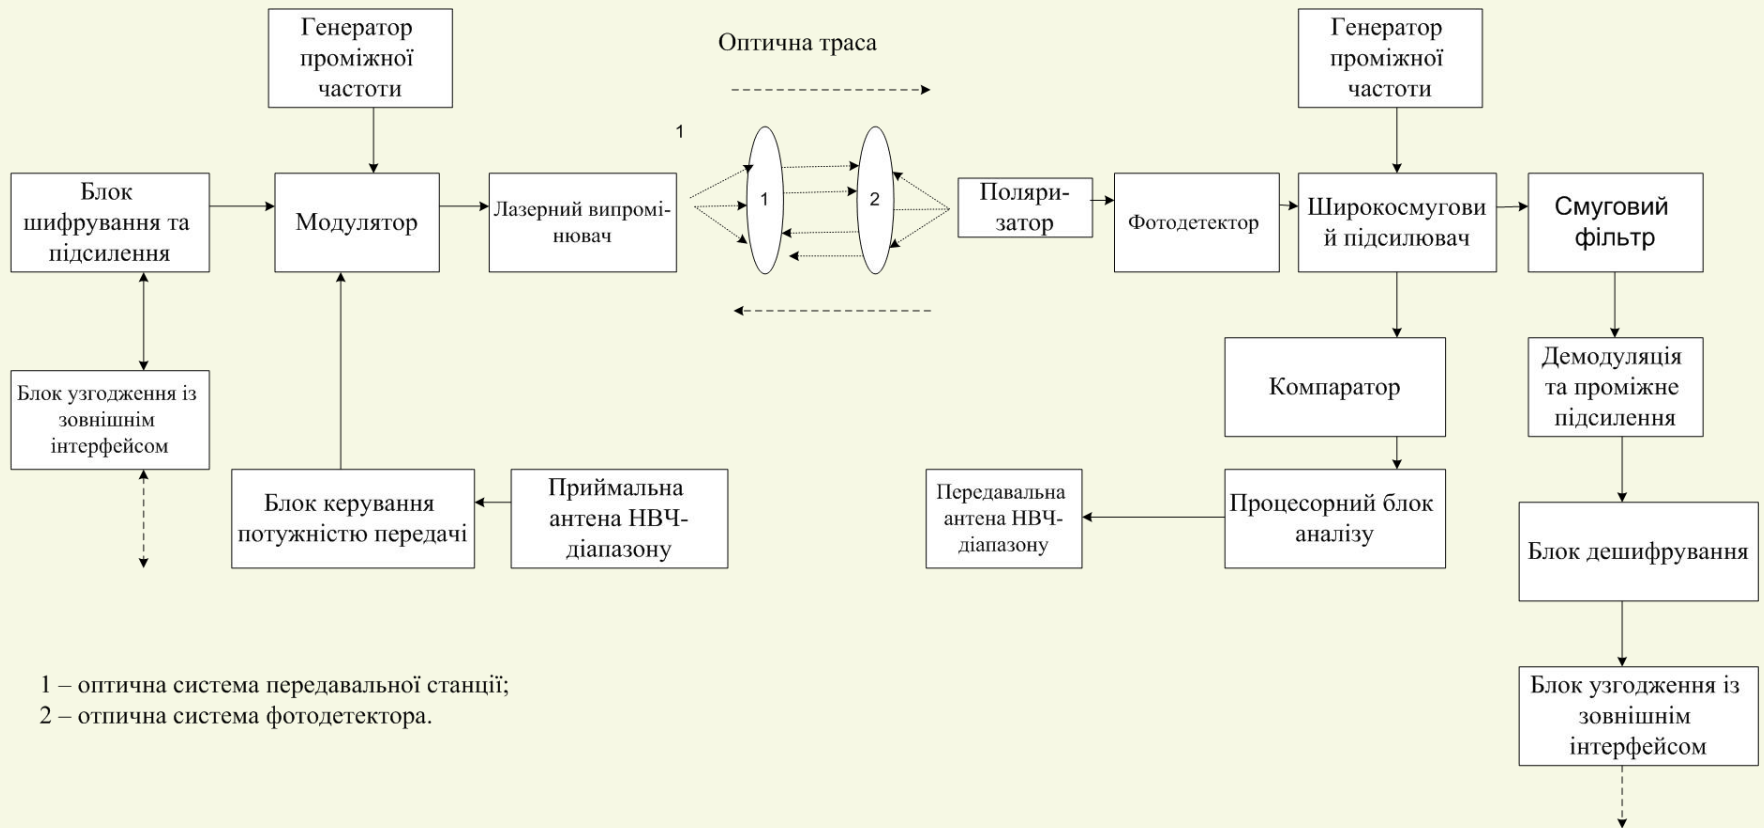 Генератор
проміжної
частоти
Оптична траса
Генератор
проміжної
частоти
1
Блок
шифрування та
підсилення
Модулятор
Лазерний випромі-
нювач
1
2
Поляри-
затор
Фотодетектор
Широкосмугови
й підсилювач
Смуговий
фільтр
Блок узгодження із
зовнішнім
інтерфейсом
Компаратор
Демодуляція
та проміжне
підсилення
Блок керування
потужністю передачі
Приймальна
антена НВЧ-
діапазону
Передавальна
антена НВЧ-
діапазону
Процесорний блок
аналізу
Блок дешифрування
1 – оптична система передавальної станції;
2 – отпична система фотодетектора.
Блок узгодження із
зовнішнім
інтерфейсом